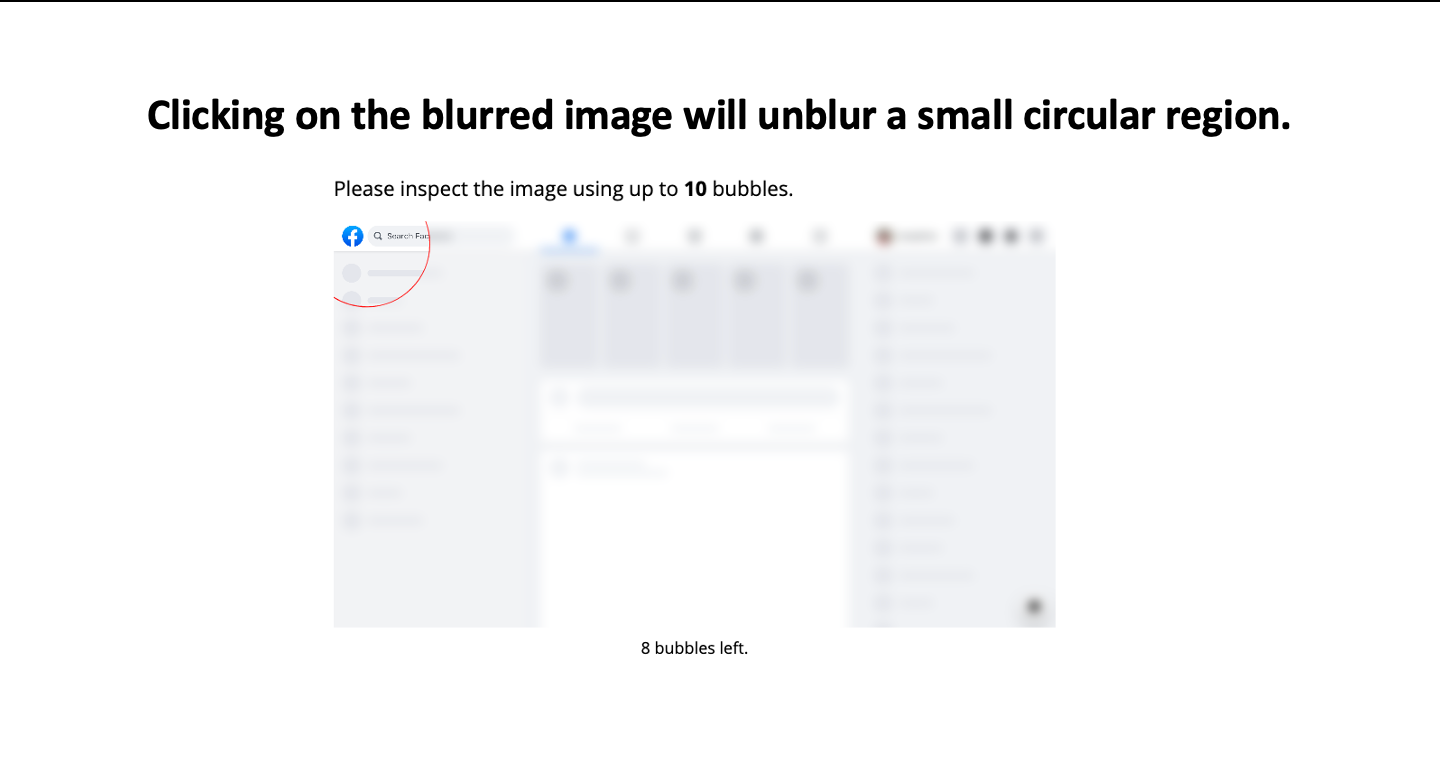 Clicking on the blurred image will unblur a small circular region.
Please inspect the image using up to 10 bubbles.
Search Fac
8 bubbles left.